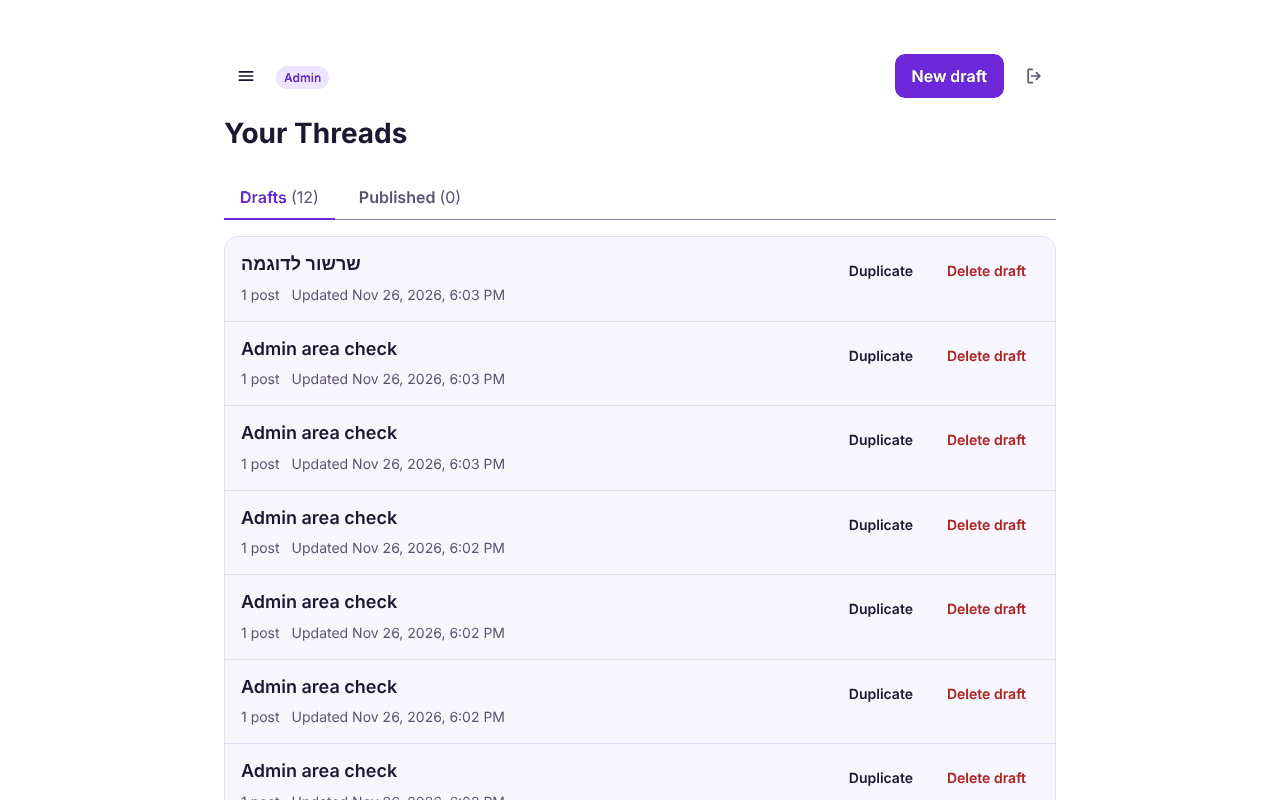 Admin
New draft
Your Threads
Drafts (12) Published (0)
שרשור לדוגמה
Duplicate Delete draft
1 post Updated Nov 26, 2026, 6:03 PM
Admin area check
Duplicate Delete draft
1 post Updated Nov 26, 2026, 6:03 PM
Admin area check
Duplicate Delete draft
1 post Updated Nov 26, 2026, 6:03 PM
Admin area check
Duplicate Delete draft
1 post Updated Nov 26, 2026, 6:02 PM
Admin area check
Duplicate Delete draft
1 post Updated Nov 26, 2026, 6:02 PM
Admin area check
Duplicate Delete draft
1 post Updated Nov 26, 2026, 6:02 PM
Admin area check
Duplicate Delete draft